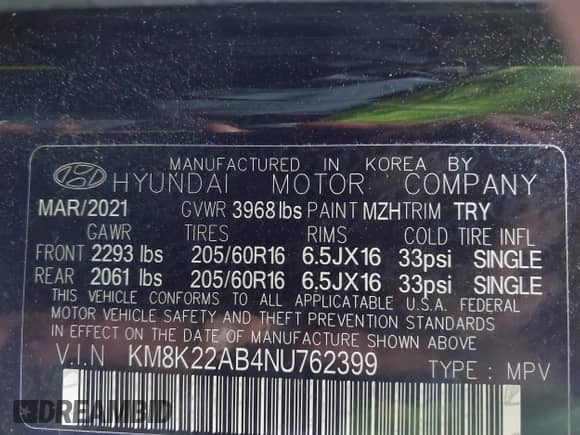 MANUFACTURED IN KOREA BY
HYUNDAI MOTOR COMPANY
MAR/2021 GVWR 3968 lbs PAINT MZH TRIM TRY
GAWR TIRES RIMS COLD TIRE INFL
FRONT 2293 lbs 205/60R16 6.5JX16 33psi SINGLE
REAR 2061 lbs 205/60R16 6.5JX16 33psi SINGLE
THIS VEHICLE CONFORMS TO ALL APPLICABLE U.S.A. FEDERAL
MOTOR VEHICLE SAFETY AND THEFT PREVENTION STANDARDS
IN EFFECT ON THE DATE OF MANUFACTURE SHOWN ABOVE
V.I.N KM8K22AB4NU762399 TYPE : MPV
DREAMBID